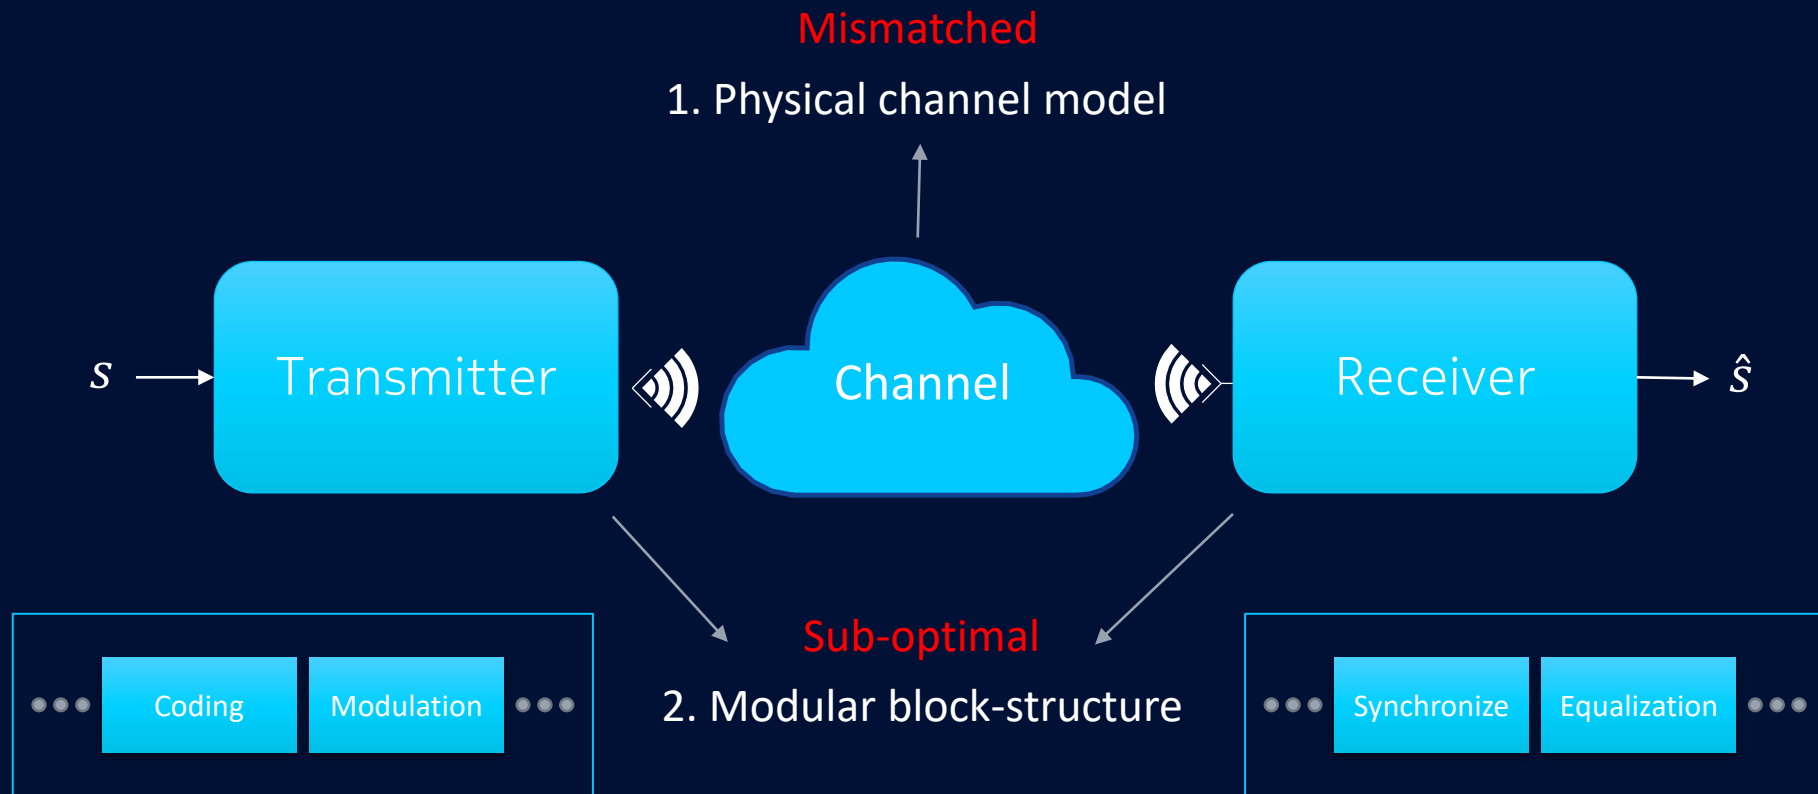 Mismatched
1. Physical channel model
s
Transmitter
Channel
Receiver
ŝ
Sub-optimal
2. Modular block-structure
Coding
Modulation
Synchronize
Equalization